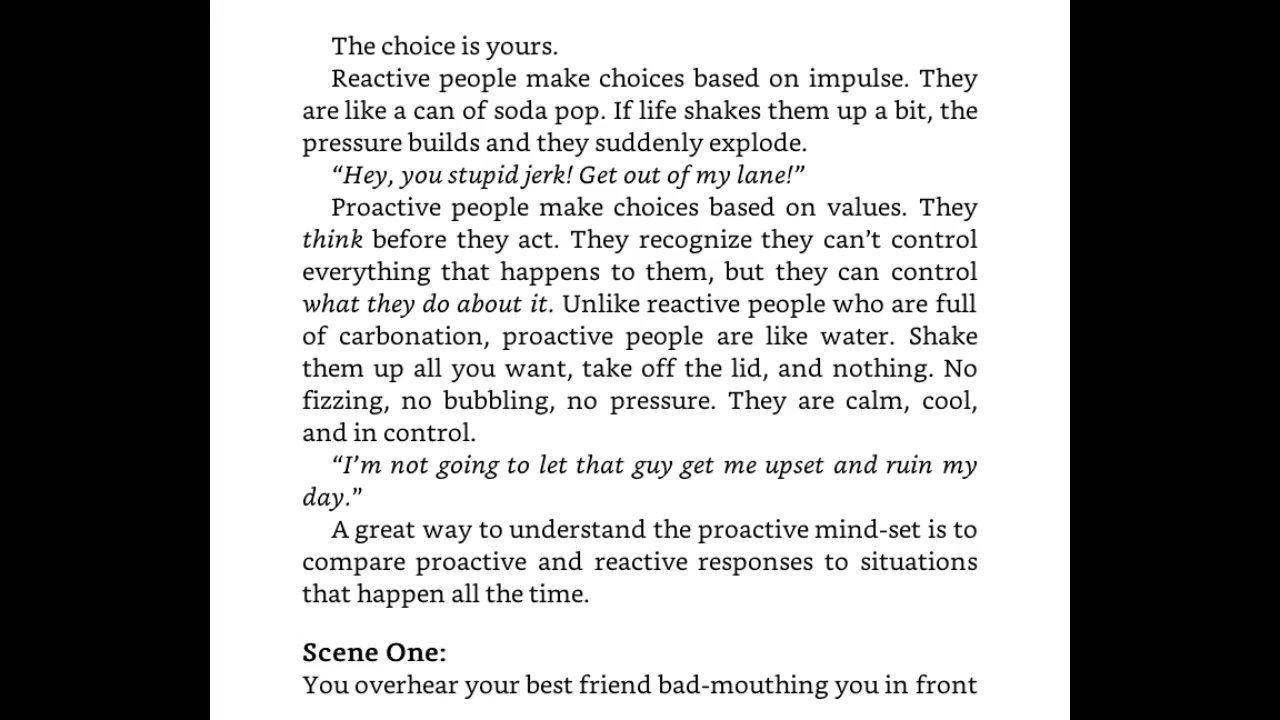 The choice is yours.
Reactive people make choices based on impulse. They
are like a can of soda pop. If life shakes them up a bit, the
pressure builds and they suddenly explode.
“Hey, you stupid jerk! Get out of my lane!”
Proactive people make choices based on values. They
think before they act. They recognize they can’t control
everything that happens to them, but they can control
what they do about it. Unlike reactive people who are full
of carbonation, proactive people are like water. Shake
them up all you want, take off the lid, and nothing. No
fizzing, no bubbling, no pressure. They are calm, cool,
and in control.
“I’m not going to let that guy get me upset and ruin my
day.”
A great way to understand the proactive mind-set is to
compare proactive and reactive responses to situations
that happen all the time.
Scene One:
You overhear your best friend bad-mouthing you in front